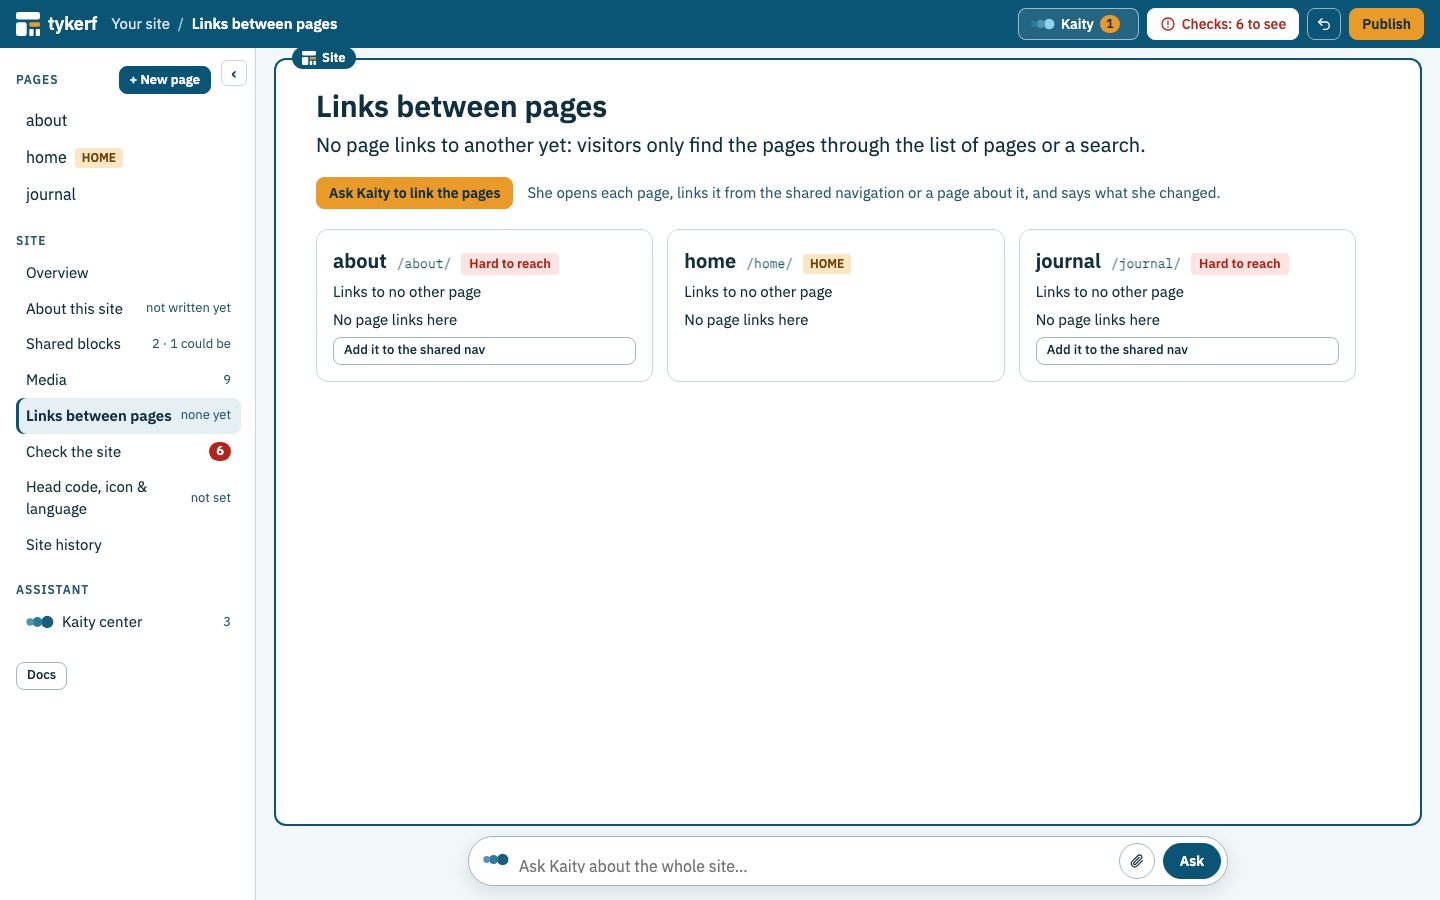 tykerf
Your site / Links between pages
Kaity 1
Checks: 6 to see
Publish
PAGES
+ New page
about
home HOME
journal
SITE
Overview
About this site not written yet
Shared blocks 2 · 1 could be
Media 9
Links between pages none yet
Check the site 6
Head code, icon & language not set
Site history
ASSISTANT
Kaity center 3
Docs
Site
Links between pages
No page links to another yet: visitors only find the pages through the list of pages or a search.
Ask Kaity to link the pages
She opens each page, links it from the shared navigation or a page about it, and says what she changed.
about /about/ Hard to reach
Links to no other page
No page links here
Add it to the shared nav
home /home/ HOME
Links to no other page
No page links here
journal /journal/ Hard to reach
Links to no other page
No page links here
Add it to the shared nav
Ask Kaity about the whole site...
Ask